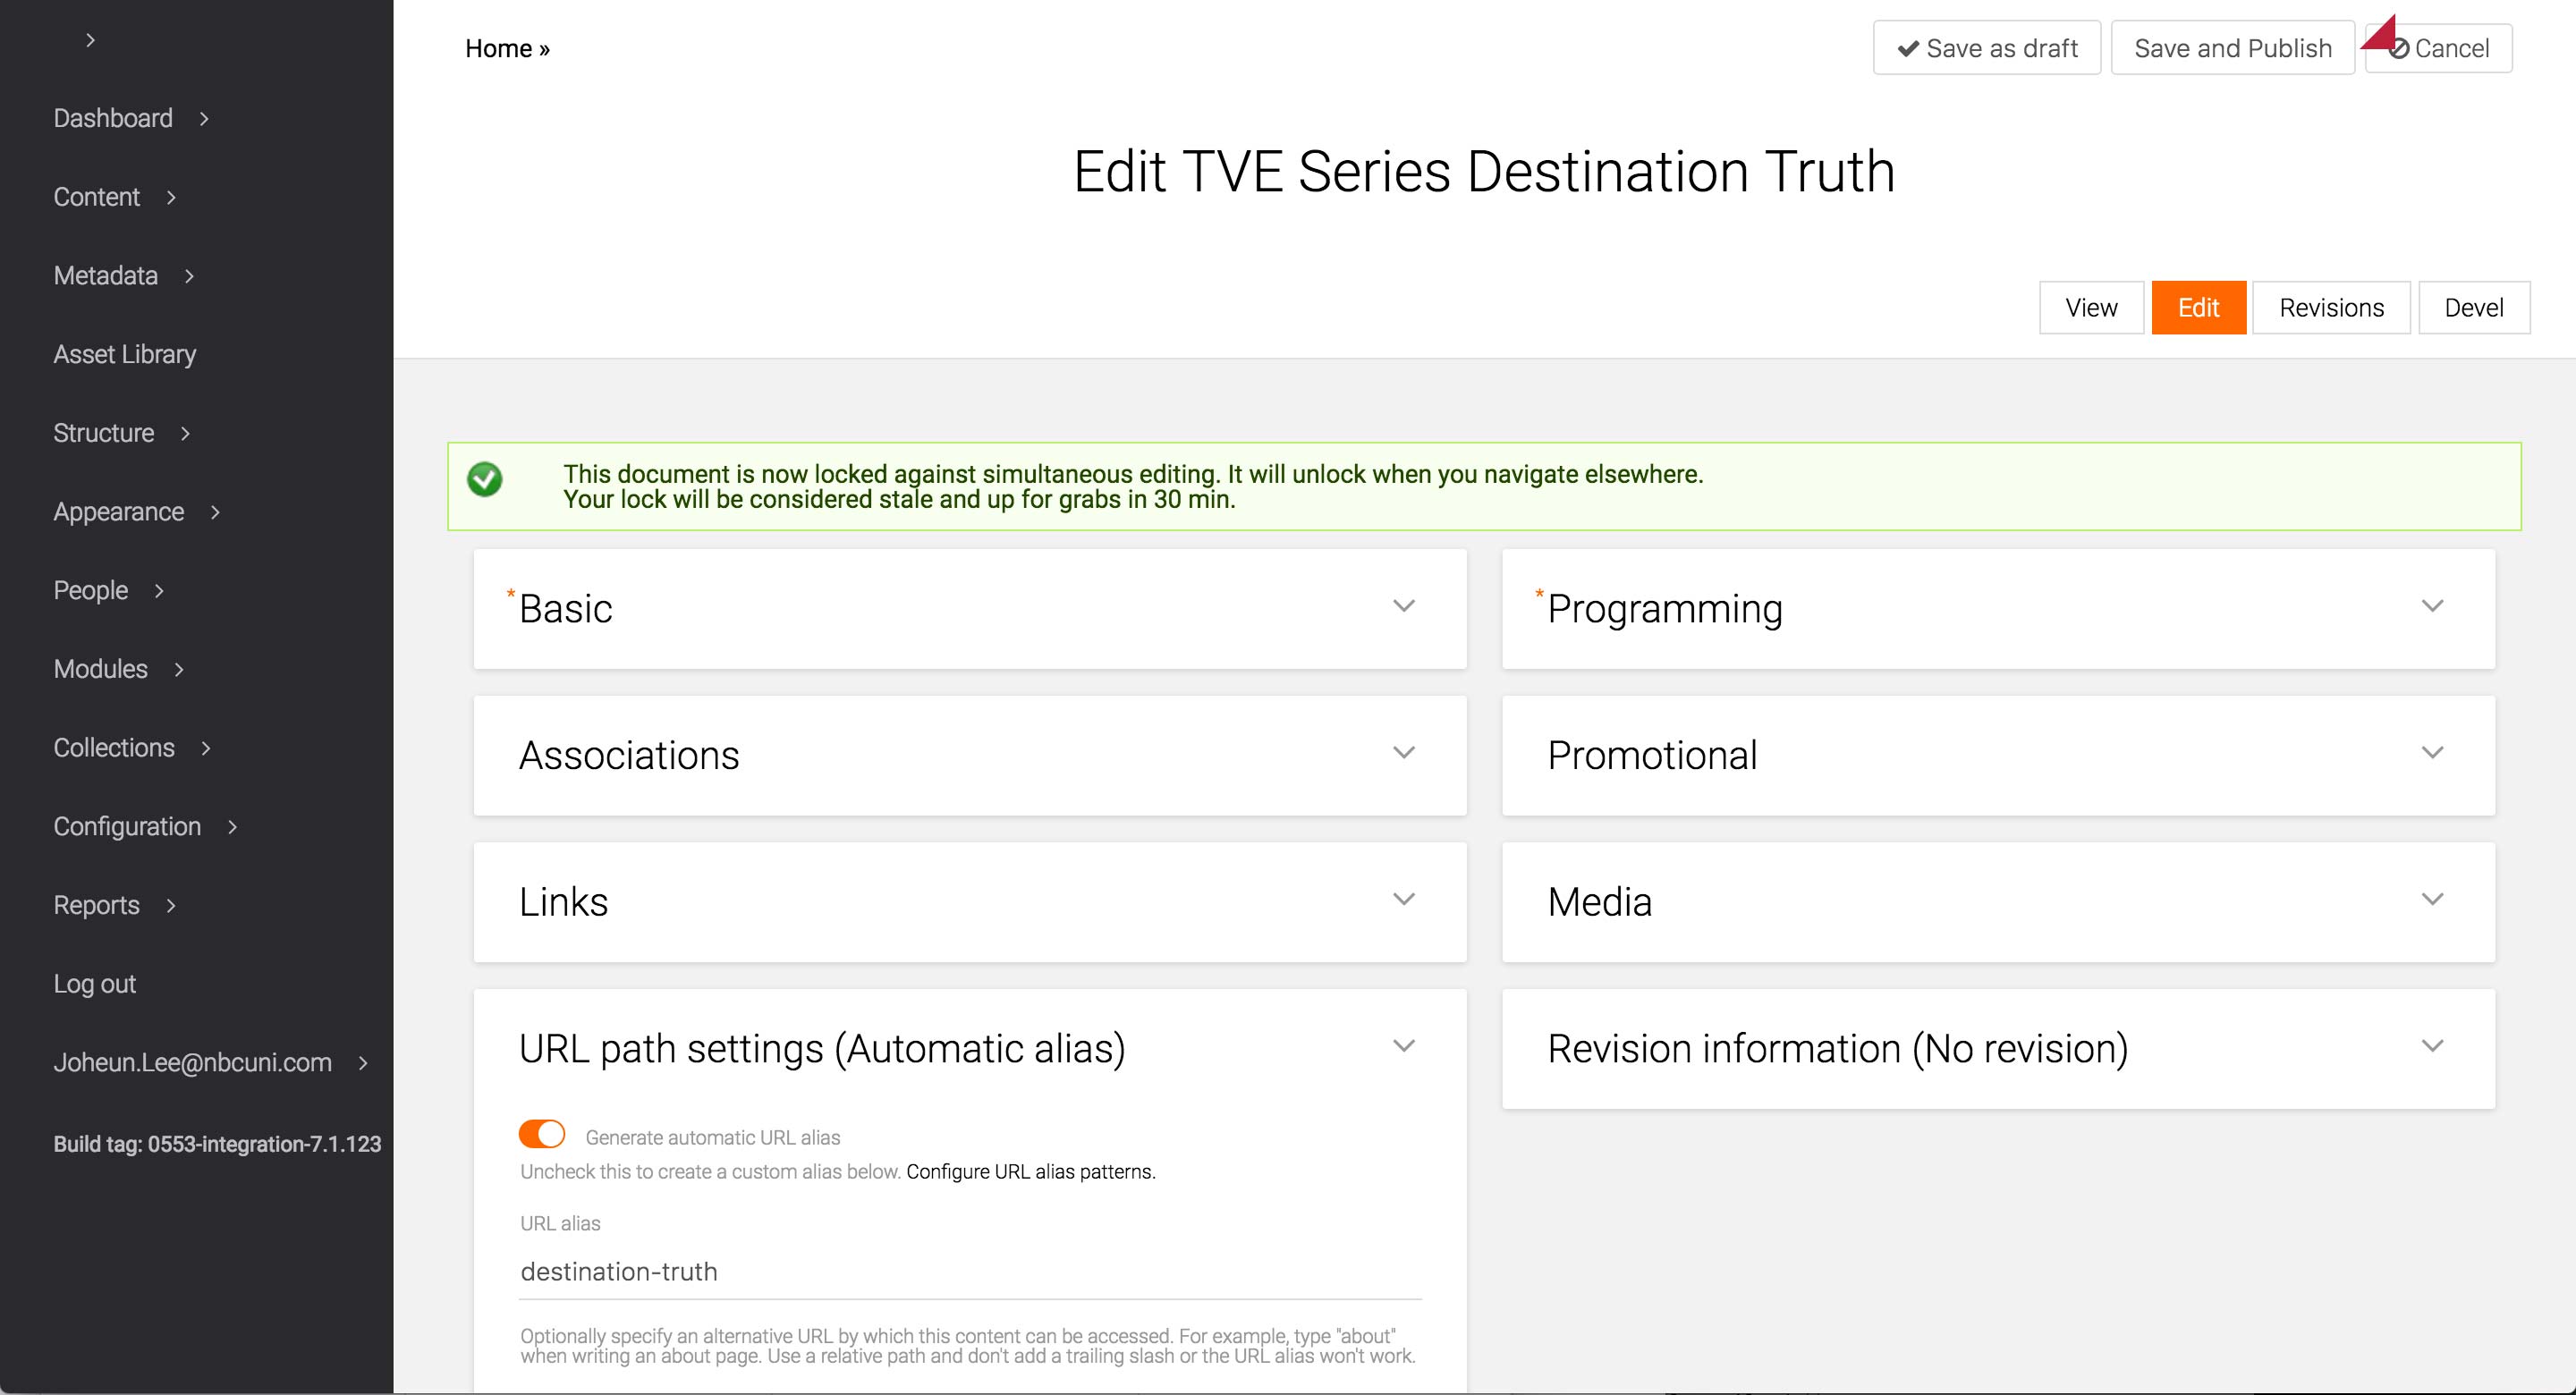 Home »
Save as draft
Save and Publish
Cancel
Dashboard
Content
Metadata
Asset Library
Structure
Appearance
People
Modules
Collections
Configuration
Reports
Log out
Joheun.Lee@nbcuni.com
Build tag: 0553-integration-7.1.123
Edit TVE Series Destination Truth
View
Edit
Revisions
Devel
This document is now locked against simultaneous editing. It will unlock when you navigate elsewhere.
Your lock will be considered stale and up for grabs in 30 min.
* Basic
* Programming
Associations
Promotional
Links
Media
URL path settings (Automatic alias)
Revision information (No revision)
Generate automatic URL alias
Uncheck this to create a custom alias below. Configure URL alias patterns.
URL alias
destination-truth
Optionally specify an alternative URL by which this content can be accessed. For example, type "about"
when writing an about page. Use a relative path and don't add a trailing slash or the URL alias won't work.